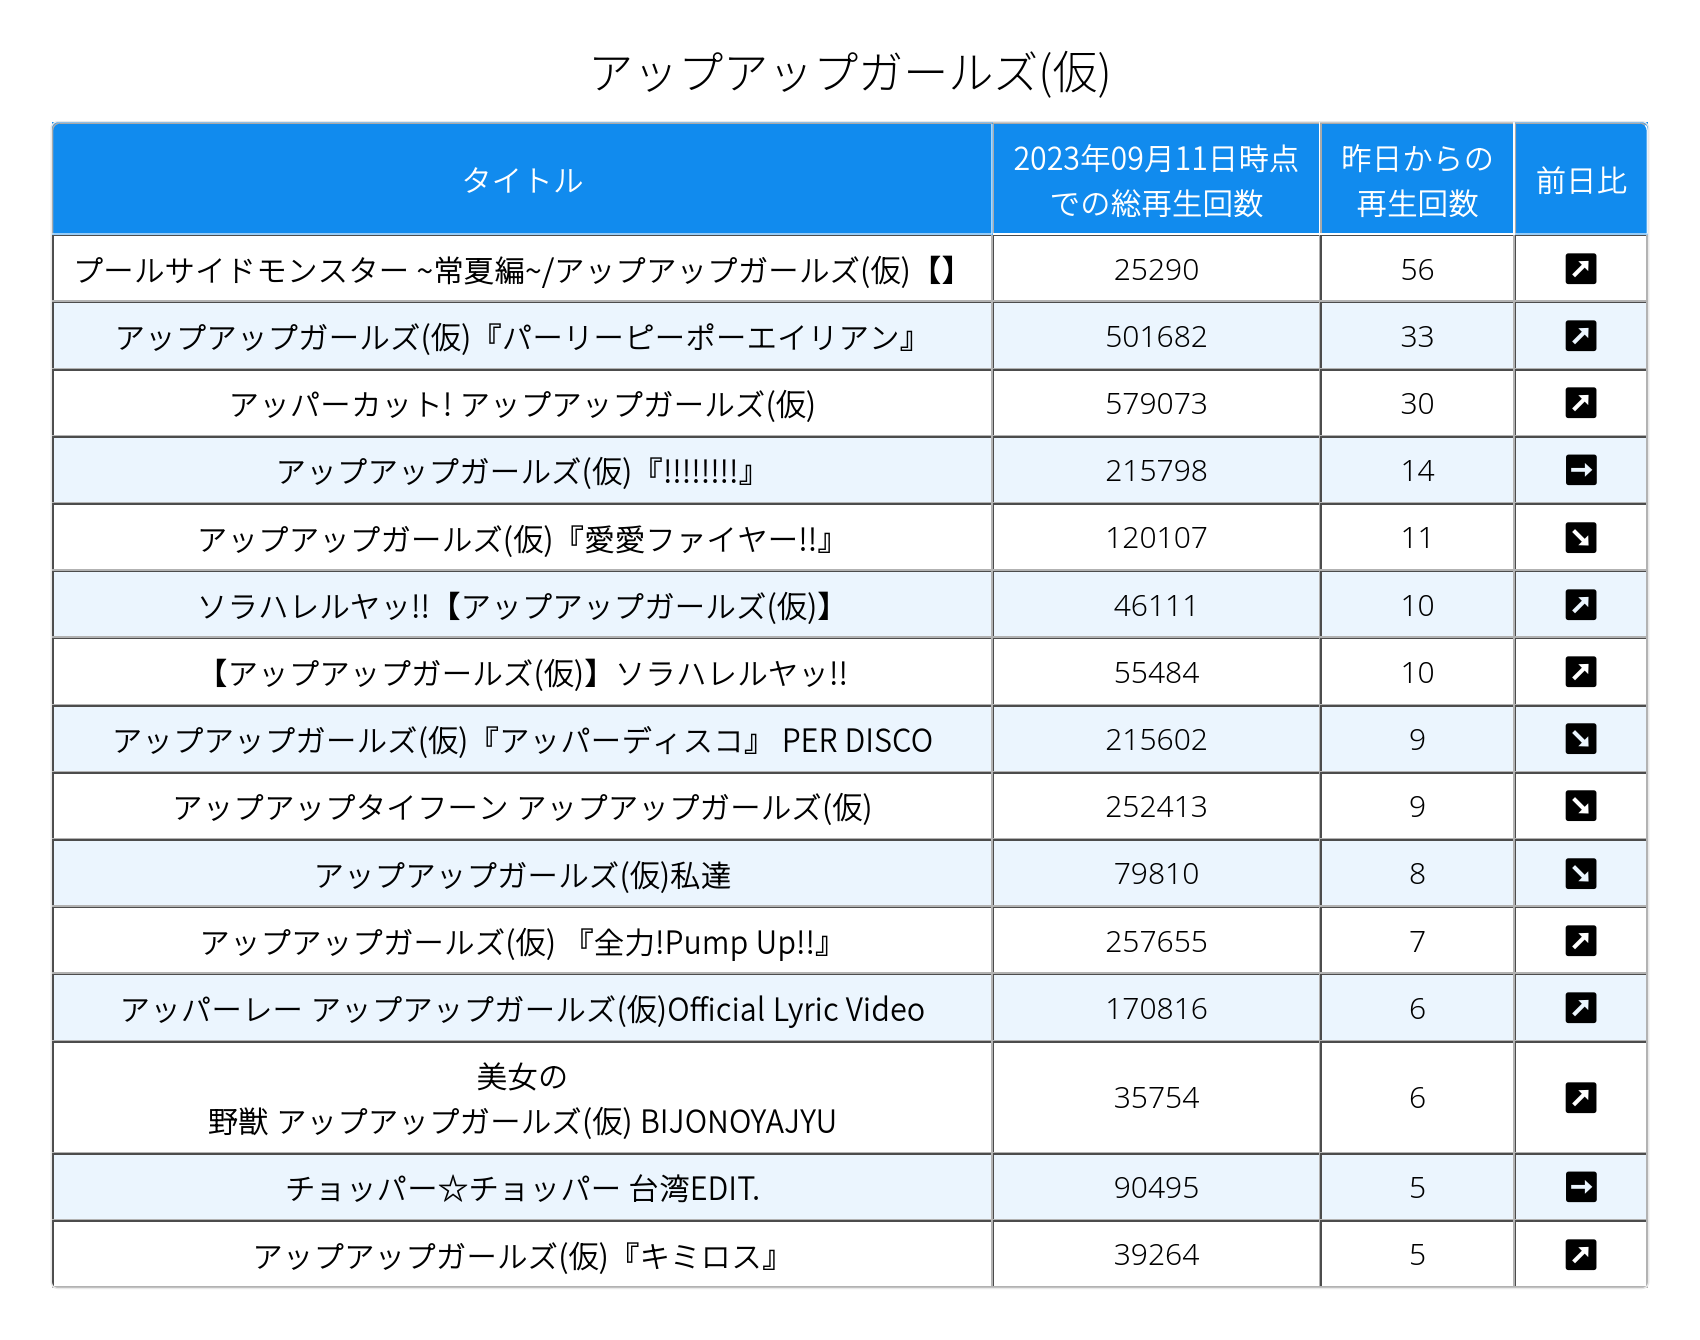 アップアップガールズ(仮)
タイトル 2023年09月11日時点での総再生回数 昨日からの再生回数 前日比
プールサイドモンスター ~常夏編~/アップアップガールズ(仮)【】 25290 56 ↗
アップアップガールズ(仮)『パーリーピーポーエイリアン』 501682 33 ↗
アッパーカット! アップアップガールズ(仮) 579073 30 ↗
アップアップガールズ(仮)『!!!!!!!!』 215798 14 →
アップアップガールズ(仮)『愛愛ファイヤー!!』 120107 11 ↘
ソラハレルヤッ!!【アップアップガールズ(仮)】 46111 10 ↗
【アップアップガールズ(仮)】ソラハレルヤッ!! 55484 10 ↗
アップアップガールズ(仮)『アッパーディスコ』 PER DISCO 215602 9 ↘
アップアップタイフーン アップアップガールズ(仮) 252413 9 ↘
アップアップガールズ(仮)私達 79810 8 ↘
アップアップガールズ(仮) 『全力!Pump Up!!』 257655 7 ↗
アッパーレー アップアップガールズ(仮)Official Lyric Video 170816 6 ↗
美女の
野獣 アップアップガールズ(仮) BIJONOYAJYU 35754 6 ↗
チョッパー☆チョッパー 台湾EDIT. 90495 5 →
アップアップガールズ(仮)『キミロス』 39264 5 ↗